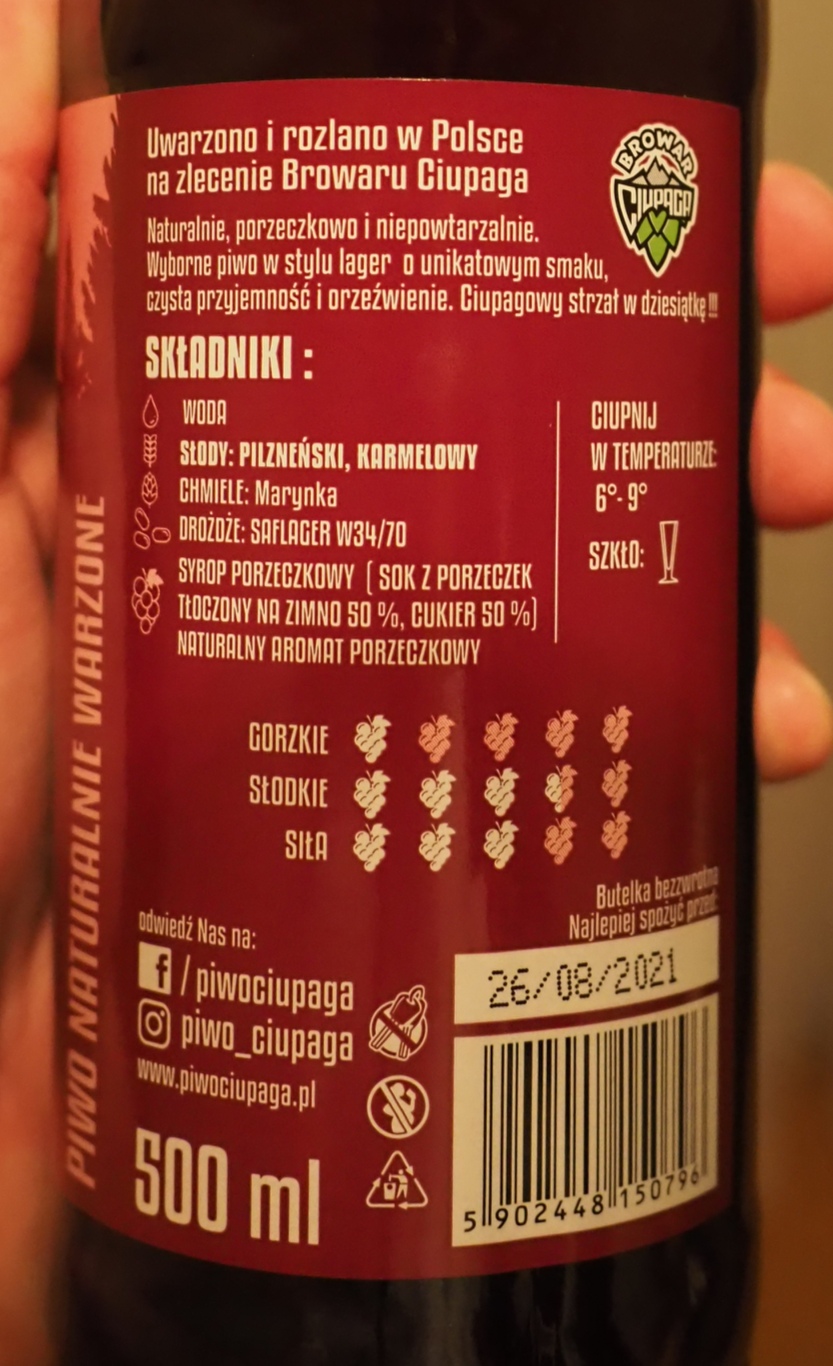 Uwarzono i rozlano w Polsce
na zlecenie Browaru Ciupaga
BROWAR
CIUPAGA
Naturalnie, porzeczkowo i niepowtarzalnie.
Wyborne piwo w stylu lager o unikatowym smaku,
czysta przyjemność i orzeźwienie. Ciupagowy strzał w dziesiątkę !!!
SKŁADNIKI :
WODA
SŁODY: PILZNEŃSKI, KARMELOWY
CHMIELE: Marynka
DROŻDŻE: SAFLAGER W34/70
SYROP PORZECZKOWY ( SOK Z PORZECZEK
TŁOCZONY NA ZIMNO 50 %, CUKIER 50 %)
NATURALNY AROMAT PORZECZKOWY
CIUPNIJ
W TEMPERATURZE:
6°- 9°
SZKŁO:
GORZKIE
SŁODKIE
SIŁA
PIWO NATURALNIE WARZONE
Butelka bezzwrotna
Najlepiej spożyć przed:
26/08/2021
odwiedź Nas na:
f / piwociupaga
piwo_ciupaga
www.piwociupaga.pl
500 ml
5 902448 150796